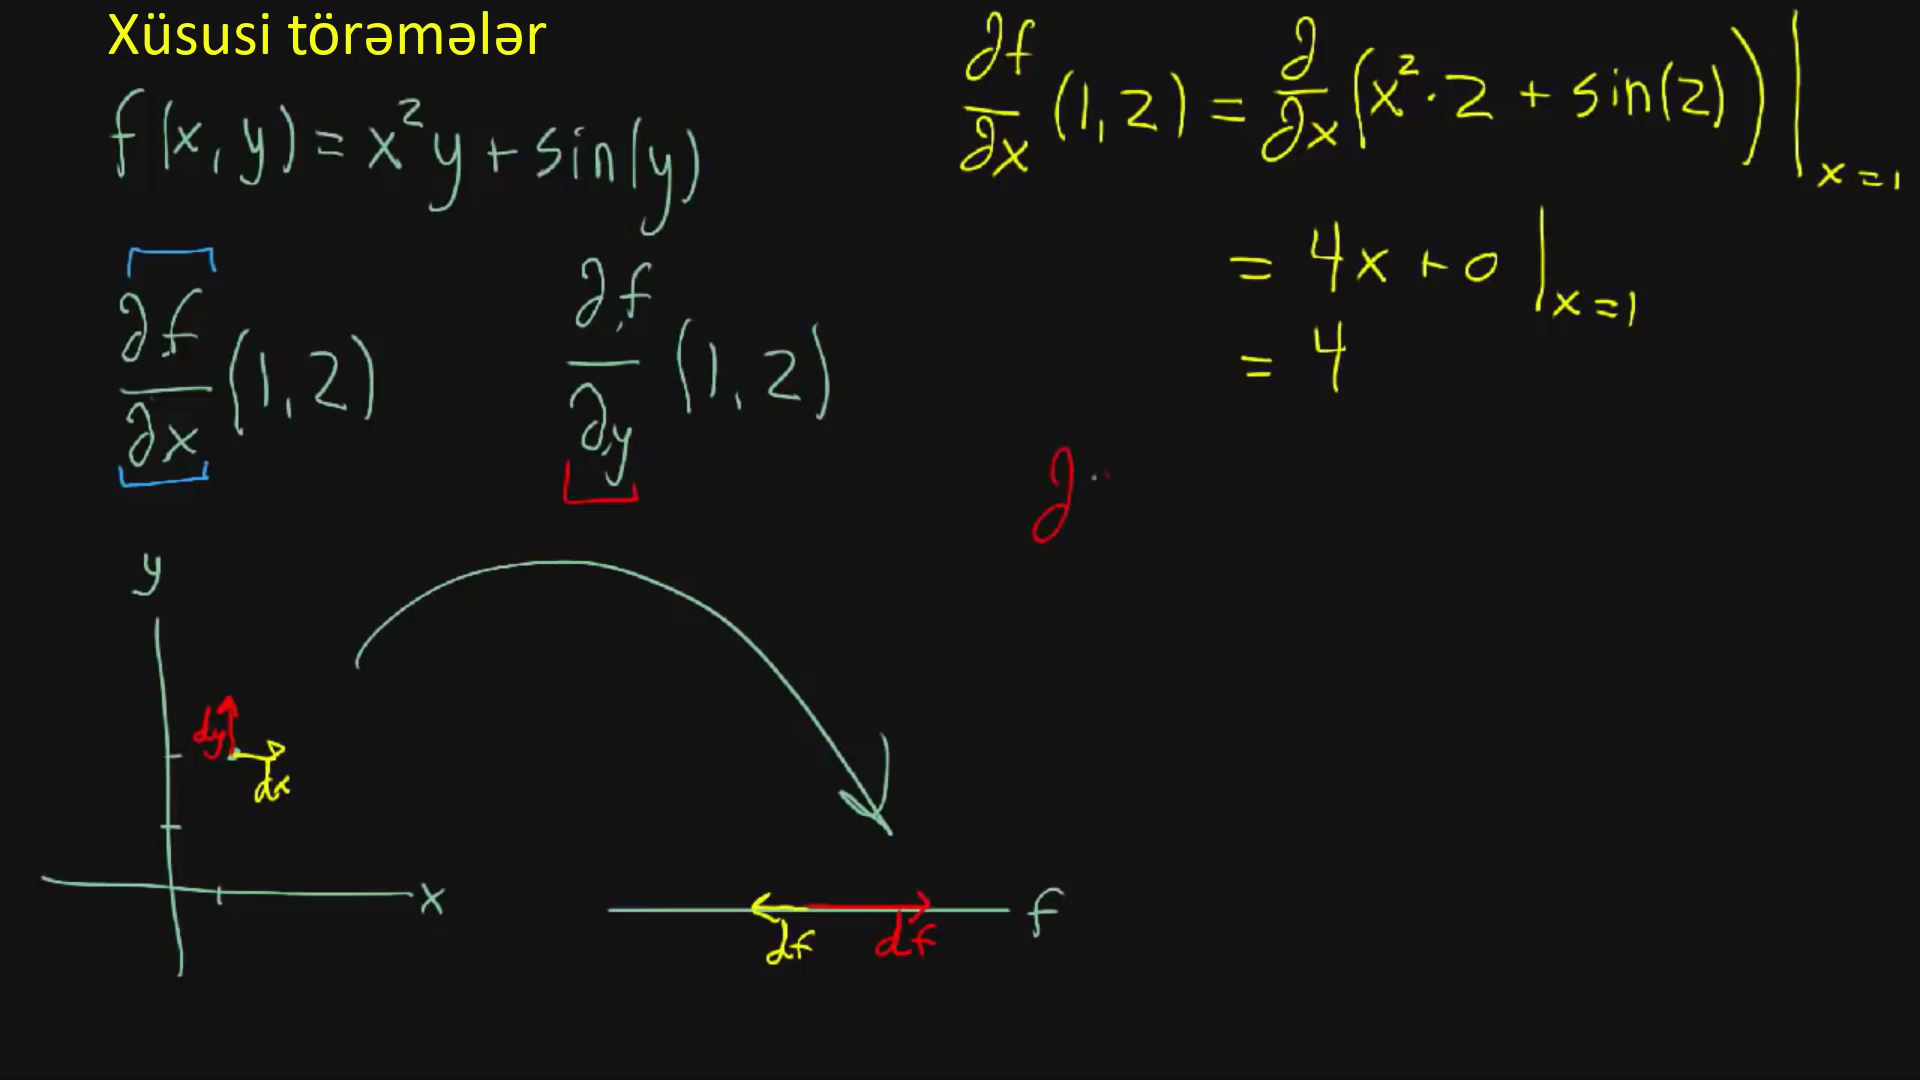 Xüsusi törəmələr
f(x,y)=x²y+sin(y)
∂f/∂x (1,2)
∂f/∂y (1,2)
∂f/∂x (1,2) = ∂/∂x (x²·2 + sin(2)) |x=1
= 4x+0 |x=1
= 4
∂
y
dy
dx
x
f
df
df